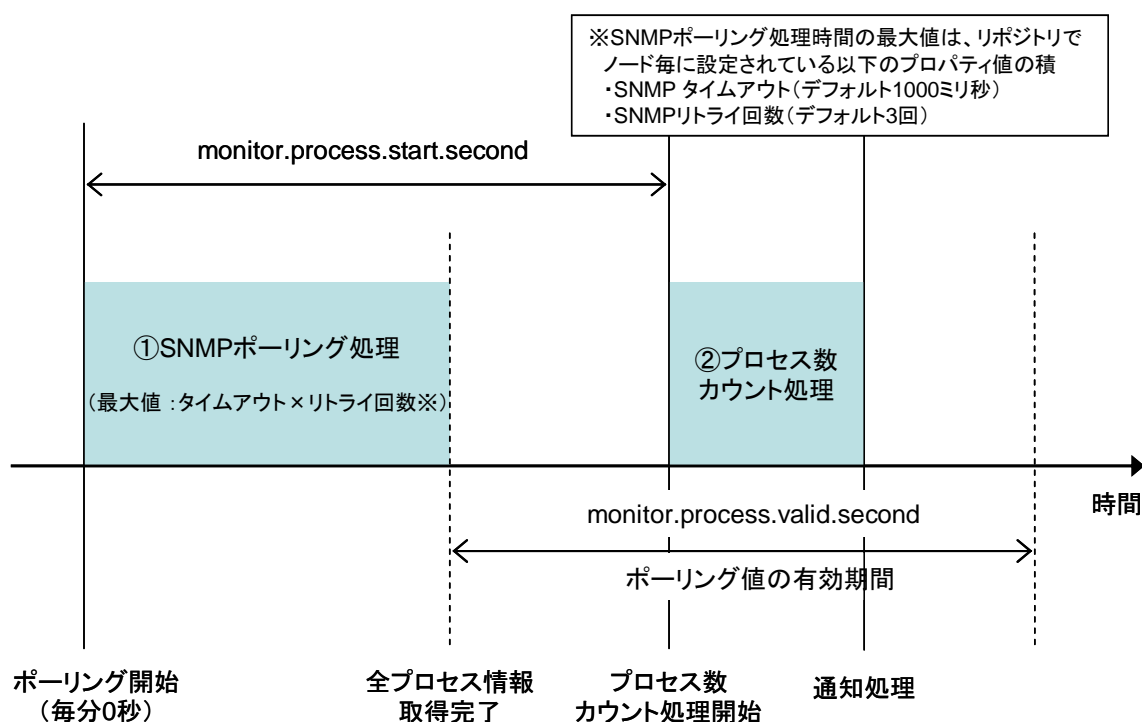 ※SNMPポーリング処理時間の最大値は、リポジトリで
ノード毎に設定されている以下のプロパティ値の積
・SNMP タイムアウト(デフォルト1000ミリ秒)
・SNMPリトライ回数(デフォルト3回)
monitor.process.start.second
①SNMPポーリング処理
(最大値 :タイムアウト×リトライ回数※)
②プロセス数
カウント処理
時間
monitor.process.valid.second
ポーリング値の有効期間
ポーリング開始
(毎分0秒)
全プロセス情報
取得完了
プロセス数
カウント処理開始
通知処理